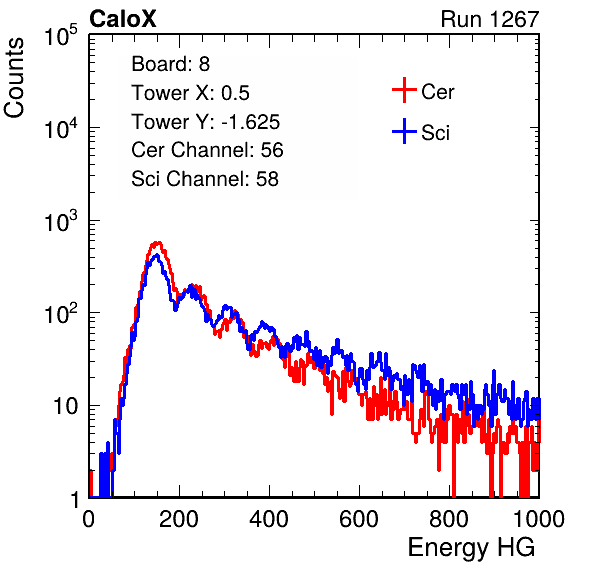 CaloX Run 1267
Counts
Board: 8
Tower X: 0.5
Tower Y: -1.625
Cer Channel: 56
Sci Channel: 58
Cer
Sci
10^5
10^4
10^3
10^2
10
1
0 200 400 600 800 1000
Energy HG